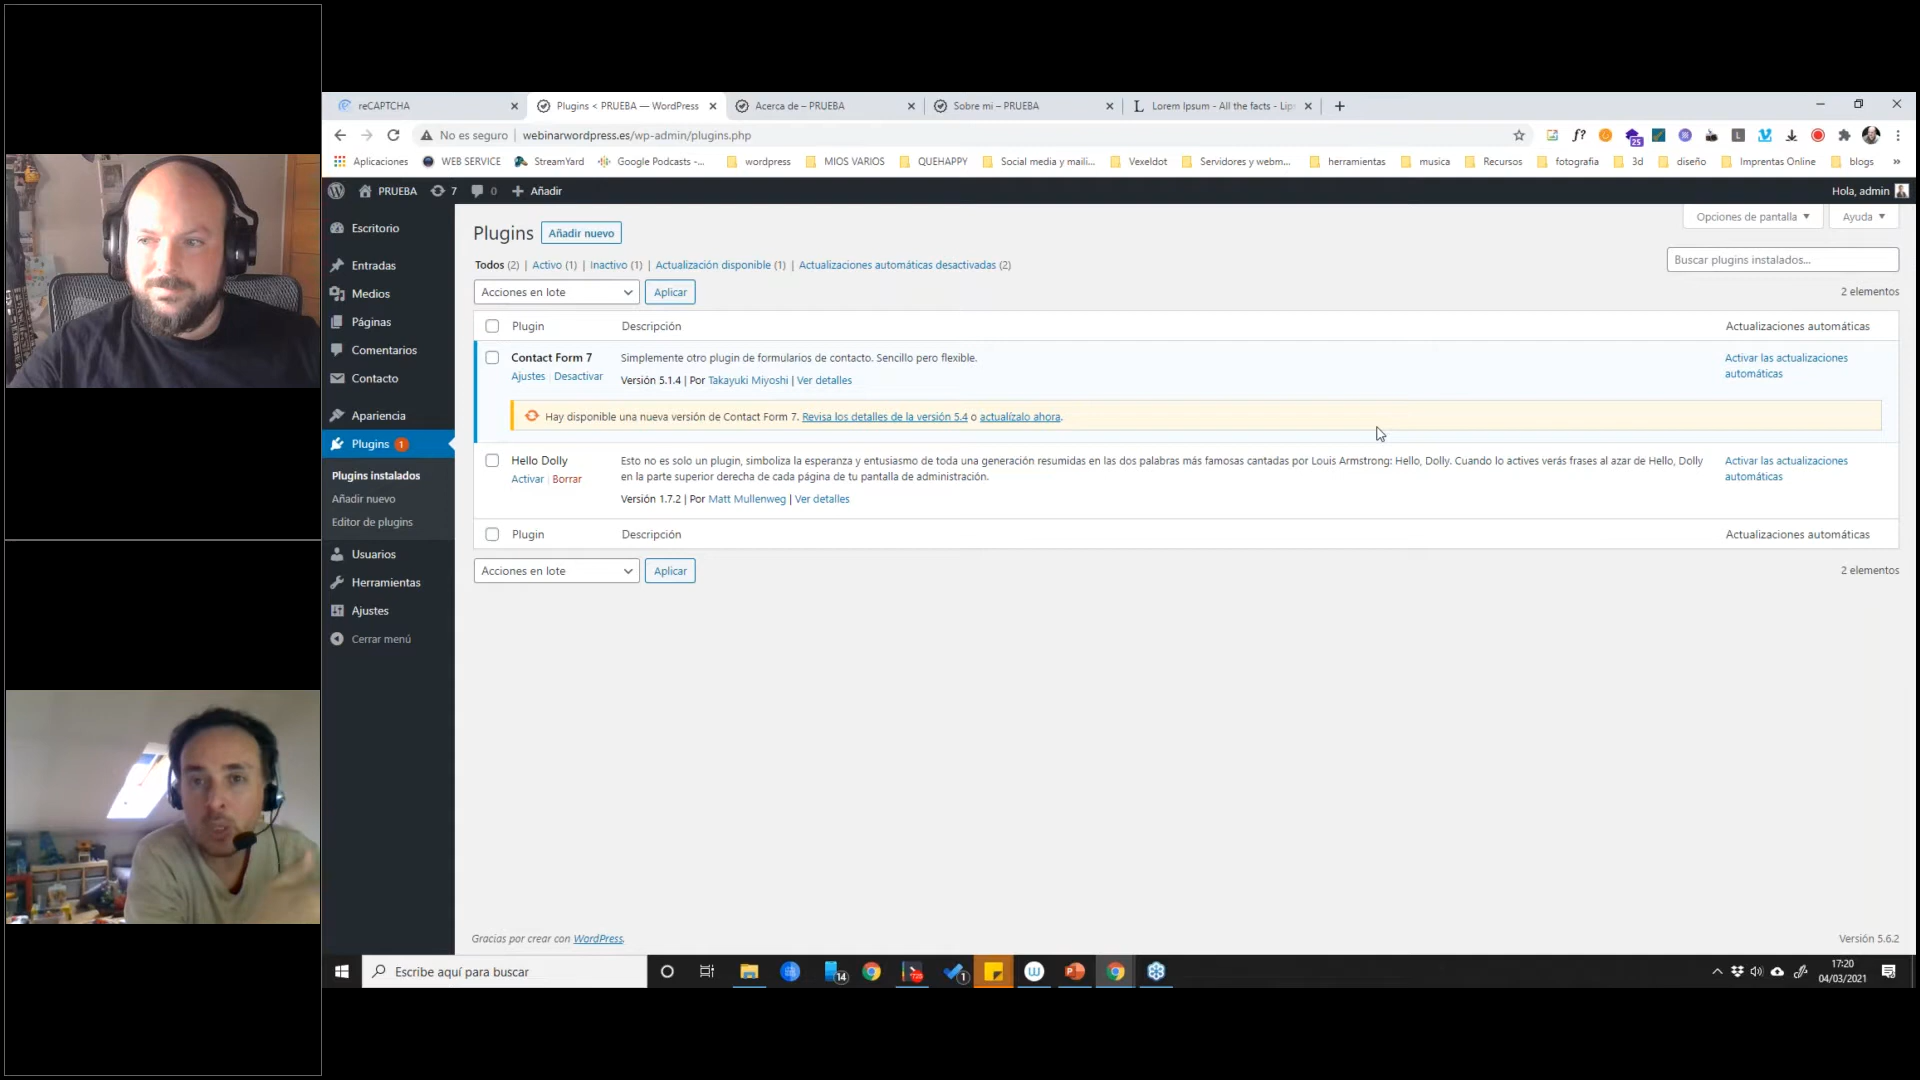 reCAPTCHA
Plugins < PRUEBA — WordPress
Acerca de – PRUEBA
Sobre mi – PRUEBA
L Lorem Ipsum - All the facts - Lip
No es seguro | webinarwordpress.es/wp-admin/plugins.php
25
Aplicaciones WEB SERVICE StreamYard Google Podcasts -... wordpress MIOS VARIOS QUEHAPPY Social media y maili... Vexeldot Servidores y webm... herramientas musica Recursos fotografia 3d diseño Imprentas Online blogs »
PRUEBA 7 0 + Añadir Hola, admin
Escritorio
Entradas
Medios
Páginas
Comentarios
Contacto
Apariencia
Plugins 1
Plugins instalados
Añadir nuevo
Editor de plugins
Usuarios
Herramientas
Ajustes
Cerrar menú
Opciones de pantalla
Ayuda
Plugins Añadir nuevo
Todos (2) | Activo (1) | Inactivo (1) | Actualización disponible (1) | Actualizaciones automáticas desactivadas (2)
Buscar plugins instalados...
Acciones en lote Aplicar
2 elementos
Plugin Descripción Actualizaciones automáticas
Contact Form 7
Ajustes | Desactivar
Simplemente otro plugin de formularios de contacto. Sencillo pero flexible.
Versión 5.1.4 | Por Takayuki Miyoshi | Ver detalles
Activar las actualizaciones
automáticas
Hay disponible una nueva versión de Contact Form 7. Revisa los detalles de la versión 5.4 o actualízalo ahora.
Hello Dolly
Activar | Borrar
Esto no es solo un plugin, simboliza la esperanza y entusiasmo de toda una generación resumidas en las dos palabras más famosas cantadas por Louis Armstrong: Hello, Dolly. Cuando lo actives verás frases al azar de Hello, Dolly
en la parte superior derecha de cada página de tu pantalla de administración.
Versión 1.7.2 | Por Matt Mullenweg | Ver detalles
Activar las actualizaciones
automáticas
Plugin Descripción Actualizaciones automáticas
Acciones en lote Aplicar
2 elementos
Gracias por crear con WordPress.
Versión 5.6.2
Escribe aquí para buscar
14
1
17:20
04/03/2021